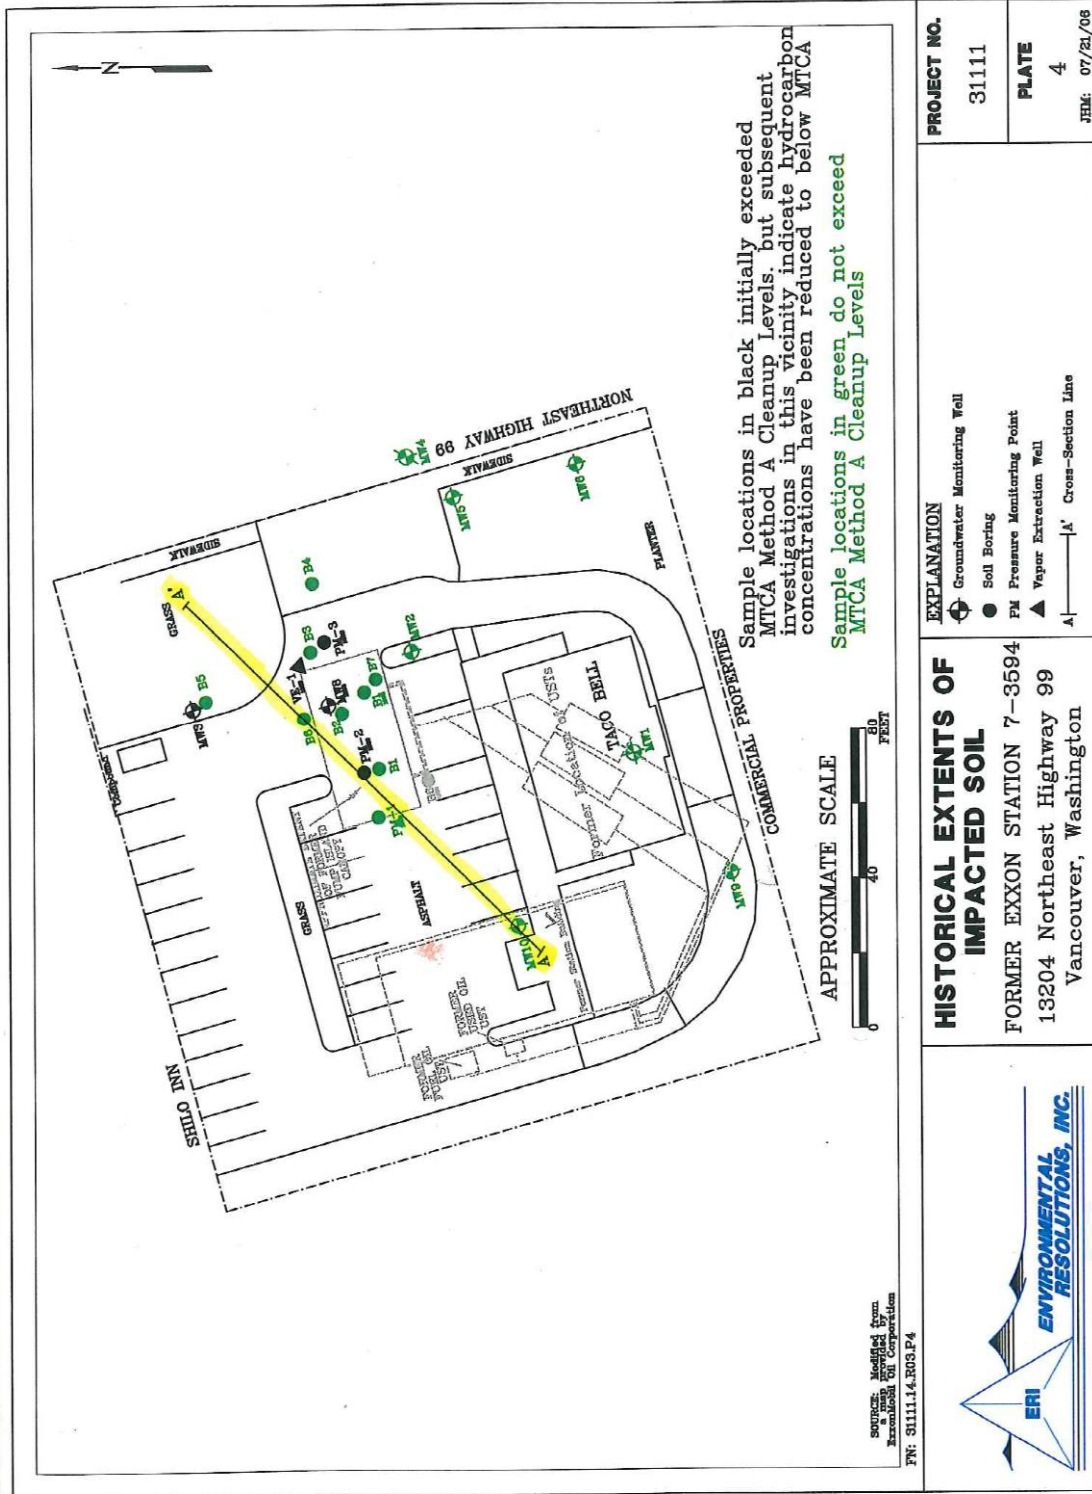 SHILO INN
GRASS
SIDEWALK
NORTHEAST HIGHWAY 99
SIDEWALK
PLANTER
COMMERCIAL PROPERTIES
GRASS
ASPHALT
A'
A
MW3
B5
B6
VE-1
B3
B4
PM-3
MW8
B2
B1
B7
PM-2
B1
PM-1
MW2
MW4
MW5
MW6
MW1
MW9
MW10
TACO BELL
Former Location of USTs
FORMER
USED OIL
UST
N
Sample locations in black initially exceeded
MTCA Method A Cleanup Levels. but subsequent
investigations in this vicinity indicate hydrocarbon
concentrations have been reduced to below MTCA
Sample locations in green do not exceed
MTCA Method A Cleanup Levels
APPROXIMATE SCALE
0
40
80
FEET
SOURCE: Modified from
a map provided by
ExxonMobil Oil Corporation
FN: 31111.14.R03.P4
ERI
ENVIRONMENTAL
RESOLUTIONS, INC.
HISTORICAL EXTENTS OF
IMPACTED SOIL
FORMER EXXON STATION 7-3594
13204 Northeast Highway 99
Vancouver, Washington
EXPLANATION
Groundwater Monitoring Well
Soil Boring
PM Pressure Monitoring Point
Vapor Extraction Well
A A' Cross-Section Line
PROJECT NO.
31111
PLATE
4
JHM: 07/21/06